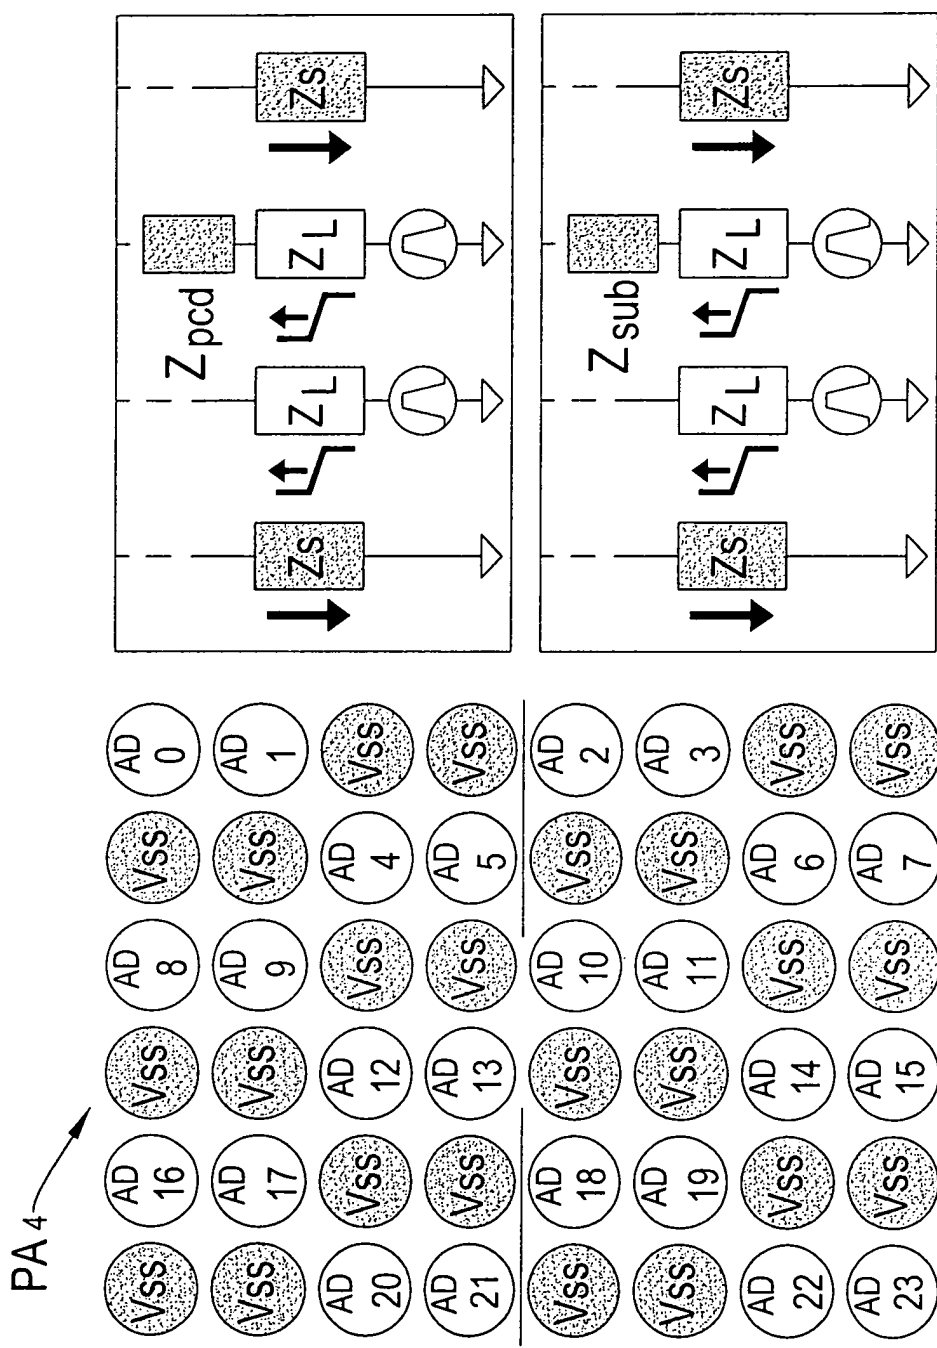 PA4
Vss AD 16 Vss AD 8 Vss AD 0
Vss AD 17 Vss AD 9 Vss AD 1
AD 20 Vss AD 12 Vss AD 4 Vss
AD 21 Vss AD 13 Vss AD 5 Vss
Vss AD 18 Vss AD 10 Vss AD 2
Vss AD 19 Vss AD 11 Vss AD 3
AD 22 Vss AD 14 Vss AD 6 Vss
AD 23 Vss AD 15 Vss AD 7 Vss
Zpcd
Zs ZL ZL Zs
Zsub
Zs ZL ZL Zs